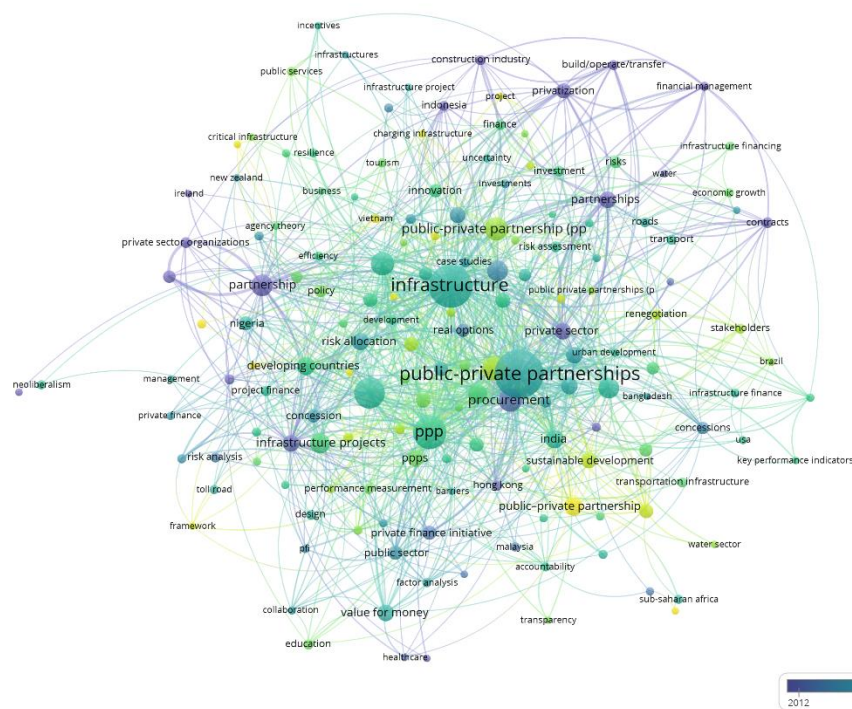 incentives
infrastructures
construction industry
build/operate/transfer
public services
infrastructure project
privatization
financial management
indonesia
project
critical infrastructure
charging infrastructure
finance
resilience
uncertainty
infrastructure financing
tourism
risks
new zealand
business
innovation
investments
investment
water
economic growth
ireland
partnerships
agency theory
vietnam
public-private partnership (pp
roads
contracts
private sector organizations
efficiency
case studies
risk assessment
transport
partnership
policy
infrastructure
public private partnerships (p
nigeria
development
real options
private sector
renegotiation
stakeholders
risk allocation
urban development
developing countries
public-private partnerships
brazil
neoliberalism
management
project finance
bangladesh
infrastructure finance
private finance
concession
procurement
concessions
infrastructure projects
ppp
india
usa
risk analysis
ppps
sustainable development
key performance indicators
toll road
performance measurement
barriers
hong kong
transportation infrastructure
framework
design
public–private partnership
private finance initiative
pfi
public sector
malaysia
water sector
factor analysis
accountability
collaboration
value for money
sub-saharan africa
transparency
education
healthcare
2012